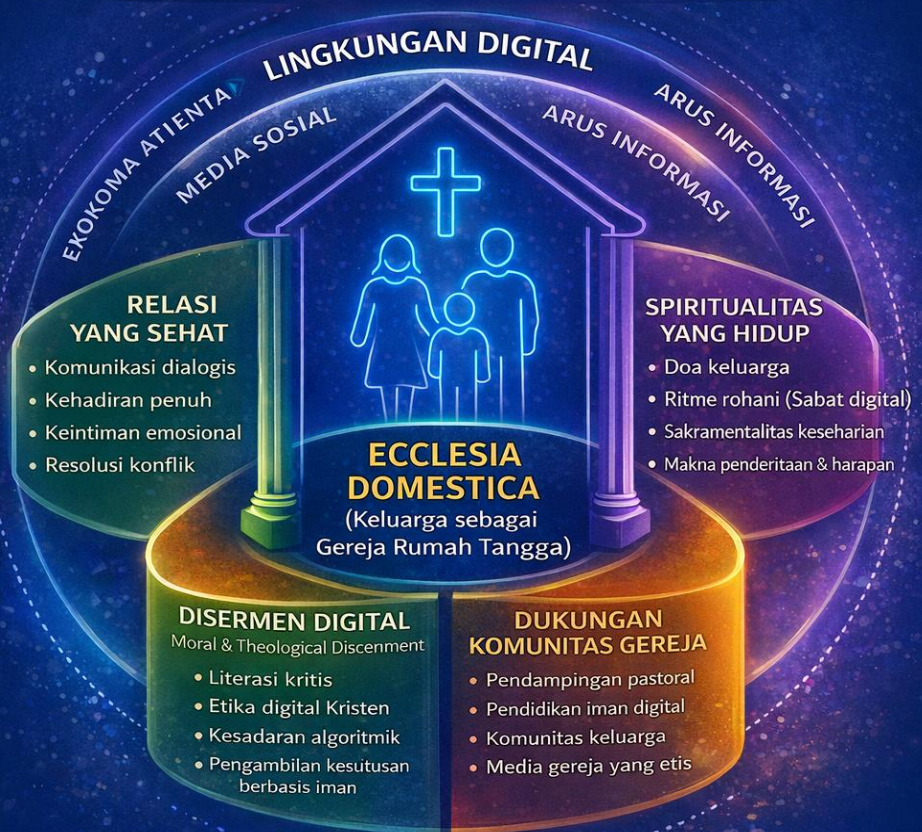 LINGKUNGAN DIGITAL
EKOKOMA ATIENTA
MEDIA SOSIAL
ARUS INFORMASI
ARUS INFORMASI
RELASI
YANG SEHAT
• Komunikasi dialogis
• Kehadiran penuh
• Keintiman emosional
• Resolusi konflik
SPIRITUALITAS
YANG HIDUP
• Doa keluarga
• Ritme rohani (Sabat digital)
• Sakramentalitas keseharian
• Makna penderitaan & harapan
ECCLESIA
DOMESTICA
(Keluarga sebagai
Gereja Rumah Tangga)
DISERMEN DIGITAL
Moral & Theological Discenment
• Literasi kritis
• Etika digital Kristen
• Kesadaran algoritmik
• Pengambilan kesutusan
berbasis iman
DUKUNGAN
KOMUNITAS GEREJA
• Pendampingan pastoral
• Pendidikan iman digital
• Komunitas keluarga
• Media gereja yang etis